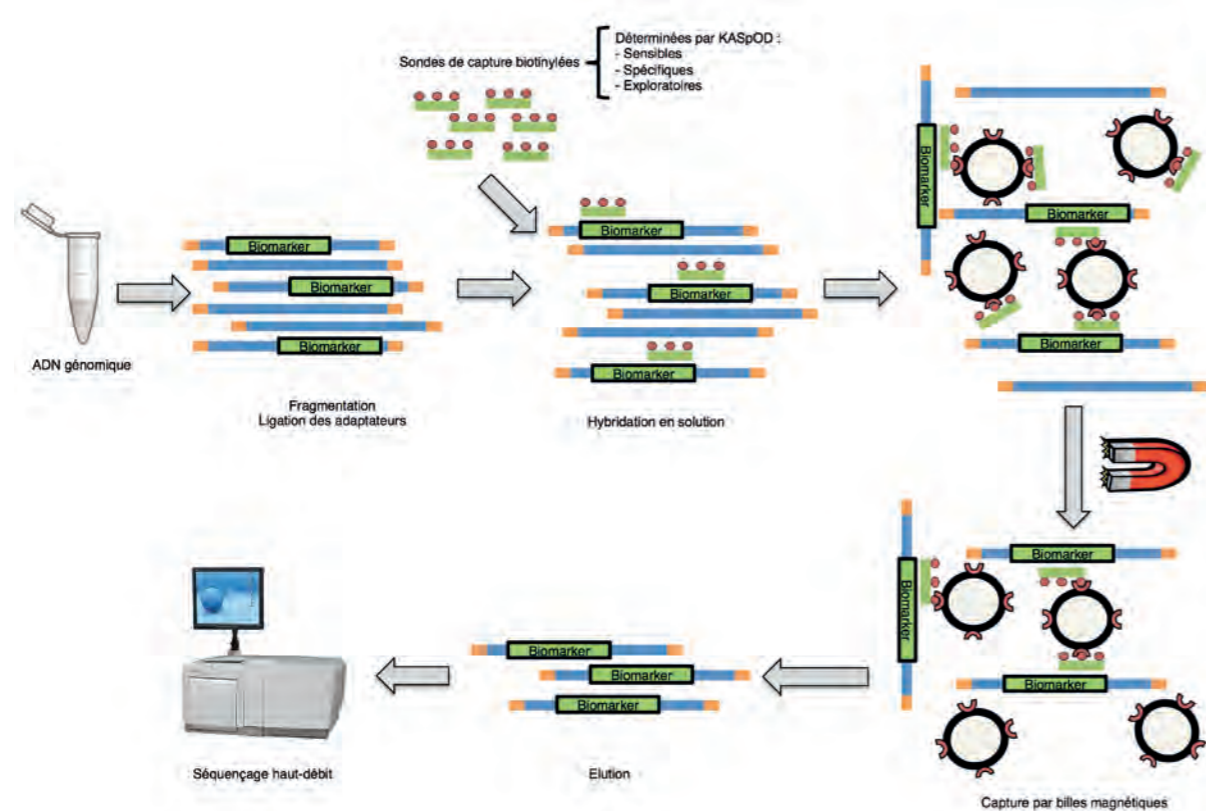 Sondes de capture biotinylées
Déterminées par KASpOD :
- Sensibles
- Spécifiques
- Exploratoires
ADN génomique
Biomarker
Biomarker
Biomarker
Fragmentation
Ligation des adaptateurs
Biomarker
Biomarker
Biomarker
Hybridation en solution
Biomarker
Biomarker
Biomarker
Biomarker
Biomarker
Biomarker
Capture par billes magnétiques
Biomarker
Biomarker
Biomarker
Elution
Séquençage haut-débit